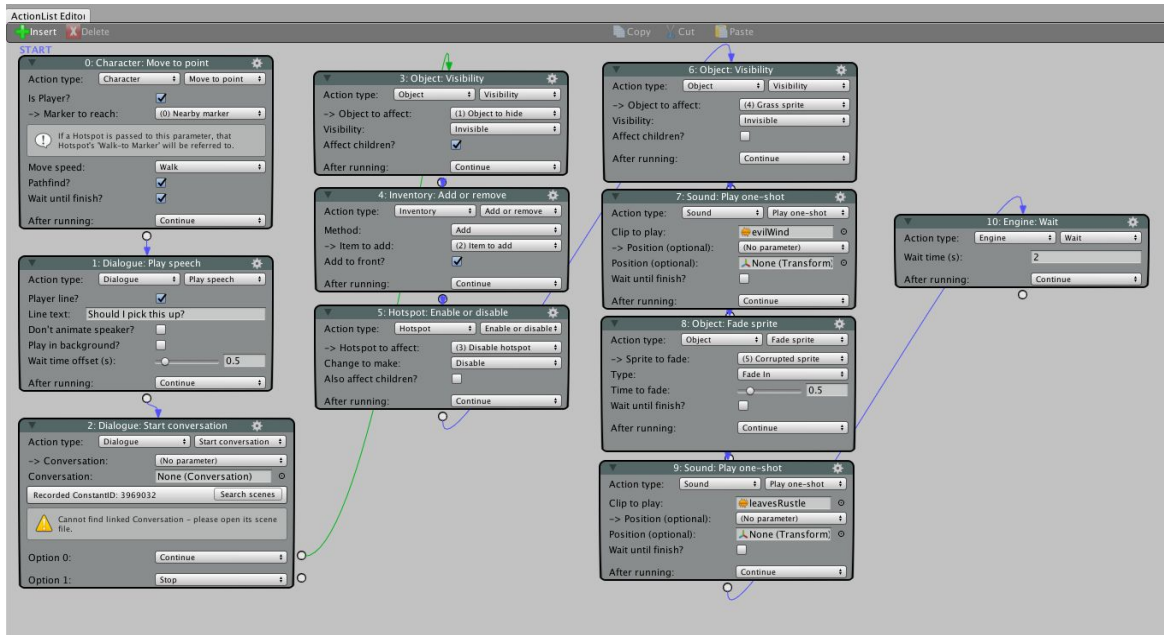 ActionList Editor
Insert Delete
Copy Cut Paste
START
0: Character: Move to point
Action type: Character Move to point
Is Player?
-> Marker to reach: (0) Nearby marker
If a Hotspot is passed to this parameter, that
Hotspot's 'Walk-to Marker' will be referred to.
Move speed: Walk
Pathfind?
Wait until finish?
After running: Continue
1: Dialogue: Play speech
Action type: Dialogue Play speech
Player line?
Line text: Should I pick this up?
Don't animate speaker?
Play in background?
Wait time offset (s): 0.5
After running: Continue
2: Dialogue: Start conversation
Action type: Dialogue Start conversation
-> Conversation: (No parameter)
Conversation: None (Conversation)
Recorded ConstantID: 3969032 Search scenes
Cannot find linked Conversation - please open its scene
file.
Option 0: Continue
Option 1: Stop
3: Object: Visibility
Action type: Object Visibility
-> Object to affect: (1) Object to hide
Visibility: Invisible
Affect children?
After running: Continue
4: Inventory: Add or remove
Action type: Inventory Add or remove
Method: Add
-> Item to add: (2) Item to add
Add to front?
After running: Continue
5: Hotspot: Enable or disable
Action type: Hotspot Enable or disable
-> Hotspot to affect: (3) Disable hotspot
Change to make: Disable
Also affect children?
After running: Continue
6: Object: Visibility
Action type: Object Visibility
-> Object to affect: (4) Grass sprite
Visibility: Invisible
Affect children?
After running: Continue
7: Sound: Play one-shot
Action type: Sound Play one-shot
Clip to play: evilWind
-> Position (optional): (No parameter)
Position (optional): None (Transform)
Wait until finish?
After running: Continue
8: Object: Fade sprite
Action type: Object Fade sprite
-> Sprite to fade: (5) Corrupted sprite
Type: Fade In
Time to fade: 0.5
Wait until finish?
After running: Continue
9: Sound: Play one-shot
Action type: Sound Play one-shot
Clip to play: leavesRustle
-> Position (optional): (No parameter)
Position (optional): None (Transform)
Wait until finish?
After running: Continue
10: Engine: Wait
Action type: Engine Wait
Wait time (s): 2
After running: Continue